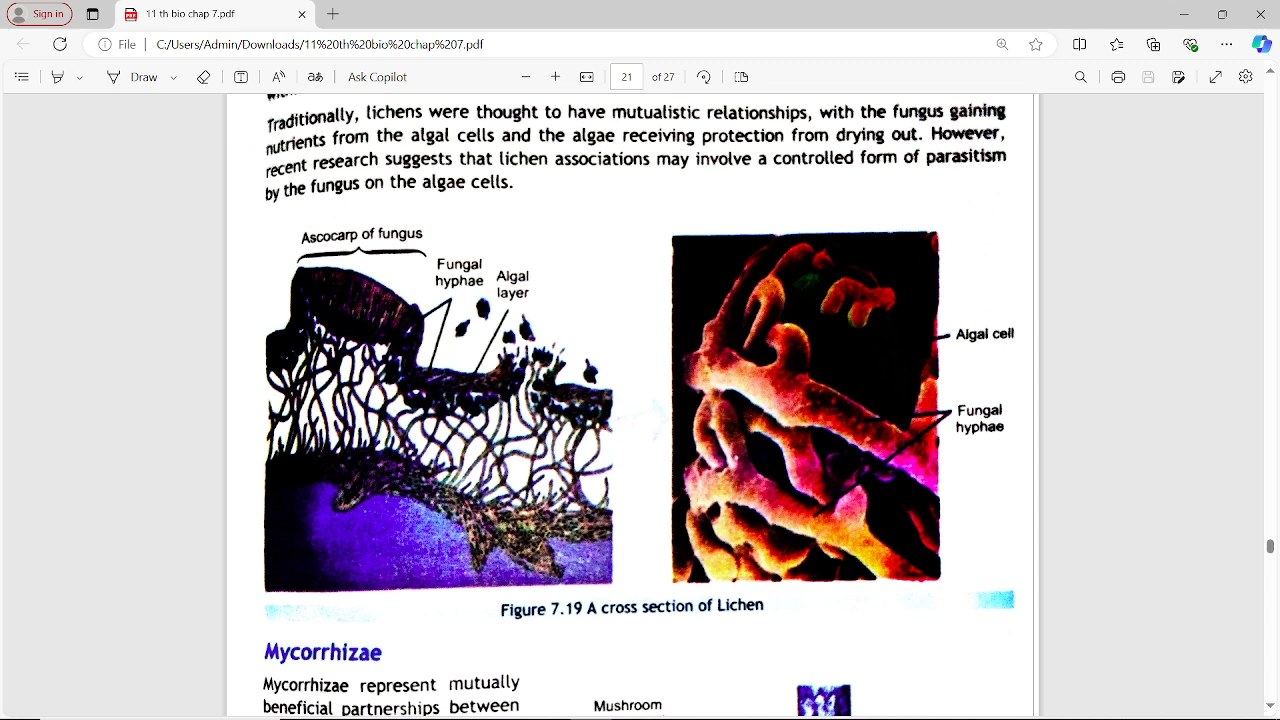 Sign in
11 th bio chap 7.pdf
File
C:/Users/Admin/Downloads/11%20th%20bio%20chap%207.pdf
Draw
Ask Copilot
21
of 27
Traditionally, lichens were thought to have mutualistic relationships, with the fungus gaining
nutrients from the algal cells and the algae receiving protection from drying out. However,
recent research suggests that lichen associations may involve a controlled form of parasitism
by the fungus on the algae cells.
Ascocarp of fungus
Fungal
hyphae
Algal
layer
Algal cell
Fungal
hyphae
Figure 7.19 A cross section of Lichen
Mycorrhizae
Mycorrhizae represent mutually
beneficial partnerships between
Mushroom